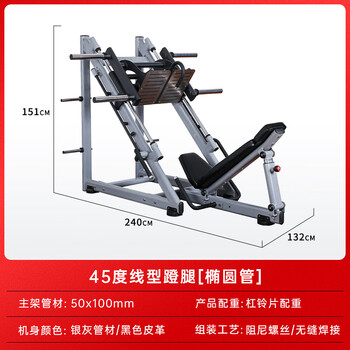 151CM
240CM
132CM
45度线型蹬腿[椭圆管]
主架管材: 50x100mm
产品配重: 杠铃片配重
机身颜色: 银灰管材/黑色皮革
组装工艺: 阻尼螺丝/无缝焊接